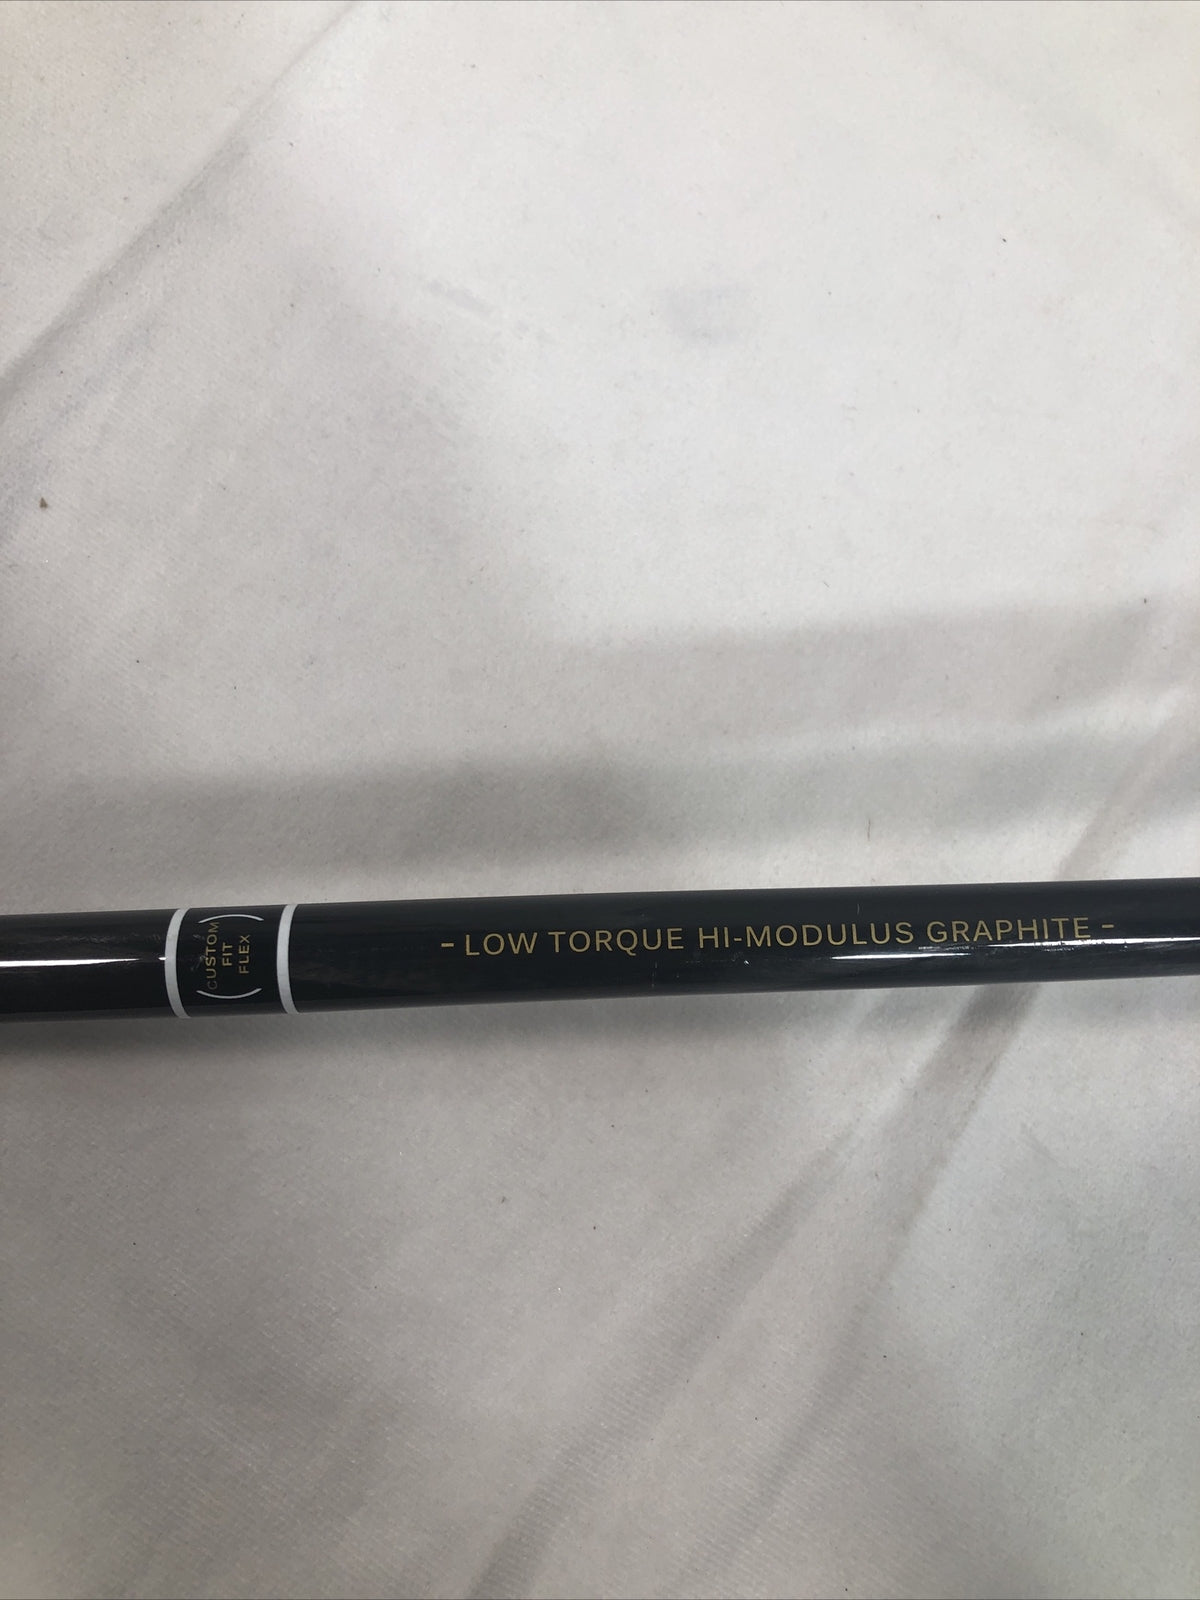 (CUSTOM
FIT
FLEX)
- LOW TORQUE HI-MODULUS GRAPHITE -